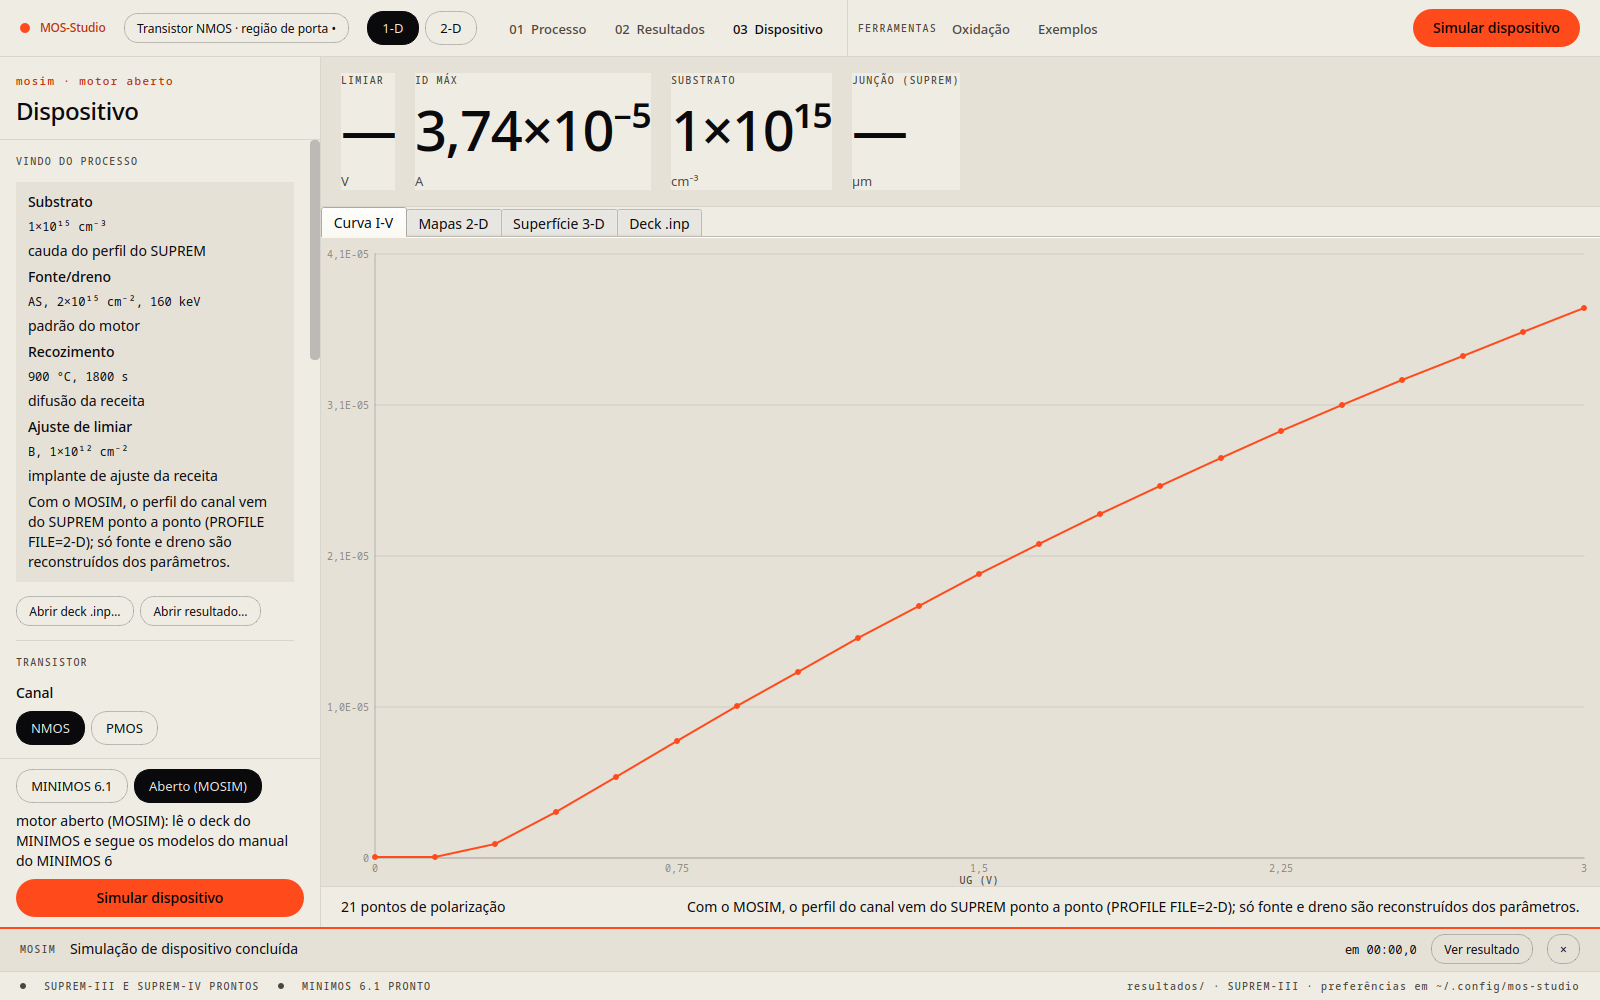 MOS-Studio
Transistor NMOS · região de porta •
1-D
2-D
01 Processo
02 Resultados
03 Dispositivo
FERRAMENTAS
Oxidação
Exemplos
Simular dispositivo
mosim · motor aberto
Dispositivo
VINDO DO PROCESSO
Substrato
1×10¹⁵ cm⁻³
cauda do perfil do SUPREM
Fonte/dreno
AS, 2×10¹⁵ cm⁻², 160 keV
padrão do motor
Recozimento
900 °C, 1800 s
difusão da receita
Ajuste de limiar
B, 1×10¹² cm⁻²
implante de ajuste da receita
Com o MOSIM, o perfil do canal vem
do SUPREM ponto a ponto (PROFILE
FILE=2-D); só fonte e dreno são
reconstruídos dos parâmetros.
Abrir deck .inp...
Abrir resultado...
TRANSISTOR
Canal
NMOS
PMOS
MINIMOS 6.1
Aberto (MOSIM)
motor aberto (MOSIM): lê o deck do
MINIMOS e segue os modelos do manual
do MINIMOS 6
Simular dispositivo
LIMIAR
—
V
ID MÁX
3,74×10⁻⁵
A
SUBSTRATO
1×10¹⁵
cm⁻³
JUNÇÃO (SUPREM)
—
µm
Curva I-V
Mapas 2-D
Superfície 3-D
Deck .inp
4,1E-05
3,1E-05
2,1E-05
1,0E-05
0
0
0,75
1,5
2,25
3
UG (V)
21 pontos de polarização
Com o MOSIM, o perfil do canal vem do SUPREM ponto a ponto (PROFILE FILE=2-D); só fonte e dreno são reconstruídos dos parâmetros.
MOSIM
Simulação de dispositivo concluída
em 00:00,0
Ver resultado
×
SUPREM-III E SUPREM-IV PRONTOS
MINIMOS 6.1 PRONTO
resultados/ · SUPREM-III · preferências em ~/.config/mos-studio